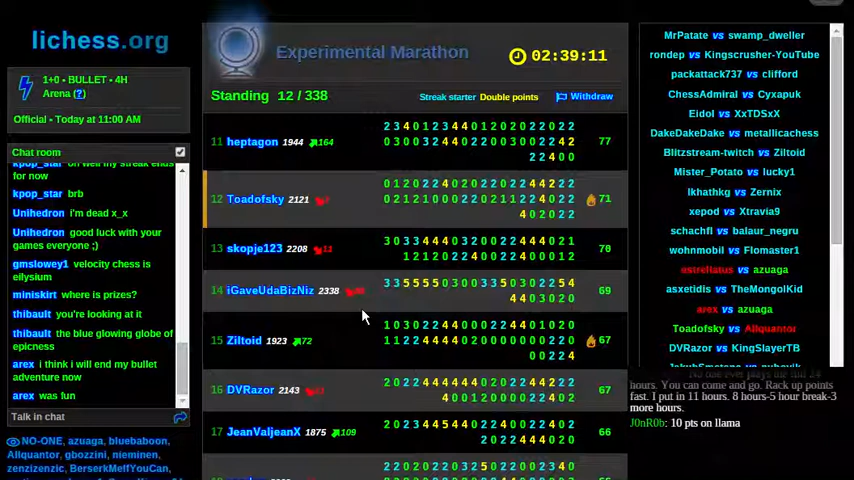 lichess.org
1+0 • BULLET • 4H
Arena (?)
Official • Today at 11:00 AM
Chat room
kpop_star oh well my streak ends
for now
kpop_star brb
Unihedron i'm dead x_x
Unihedron good luck with your
games everyone ;)
gmslowey1 velocity chess is
ellysium
miniskirt where is prizes?
thibault you're looking at it
thibault the blue glowing globe of
epicness
arex i think i will end my bullet
adventure now
arex was fun
Talk in chat
NO-ONE, azuaga, bluebaboon,
Allquantor, gbozzini, nieminen,
zenzizenzic, BerserkMelfYouCan,
Experimental Marathon
02:39:11
Standing 12 / 338
Streak starter Double points
Withdraw
11 heptagon 1944 164
2 3 4 0 1 2 3 4 4 0 1 2 0 2 0 2 2 0 2 2
0 3 0 0 3 2 4 4 0 2 2 0 0 3 0 0 2 2 4 2
2 2 4 0 0
77
12 Toadofsky 2121
0 1 2 0 2 2 4 0 2 0 2 2 0 2 2 4 4 2 2 2
0 2 1 2 1 0 0 0 2 2 0 2 1 1 2 2 4 4 2
4 0 2 0 2 2
71
13 skopje123 2208 11
3 0 3 3 4 4 4 0 3 2 0 0 2 2 4 4 4 0 2 1
1 2 1 2 0 2 2 4 0 0 2 2 4 0 0 1 2
70
14 iGaveUdaBizNiz 2338
3 3 5 5 5 5 0 3 0 0 3 3 5 0 3 0 2 2 5 4
4 4 0 3 0 2 0
69
15 Ziltoid 1923 72
1 0 3 0 2 2 4 4 0 0 0 2 2 4 4 0 1 0 2 0
1 1 2 2 4 4 4 4 0 2 0 0 0 0 0 0 2 2 0
0 0 2 2 4
67
16 DVRazor 2143
2 0 2 2 4 4 4 4 4 4 0 2 0 2 2 4 4 2 2 2
4 0 0 1 2 0 0 0 0 2 2 4 0 2
67
17 JeanValjeanX 1875 109
2 0 2 3 4 4 5 4 4 0 2 2 4 0 0 2 2 4 0 2
2 0 2 2 4 4 4 0 2 0
66
MrPatate vs swamp_dweller
rondep vs Kingscrusher-YouTube
packattack737 vs clifford
ChessAdmiral vs Cyxapuk
Eidol vs XxTDSxX
DakeDakeDake vs metallicachess
Blitzstream-twitch vs Ziltoid
Mister_Potato vs lucky1
lkhathkg vs Zernix
xepod vs Xtravia9
schachfl vs balaur_negru
wohnmobil vs Flomaster1
estrellatus vs azuaga
asxetidis vs TheMongolKid
arex vs azuaga
Toadofsky vs Allquantor
DVRazor vs KingSlayerTB
No one ever plays the full 24
hours. You can come and go. Rack up points
fast. I put in 11 hours. 8 hours-5 hour break-3
more hours.
J0nR0b: 10 pts on llama